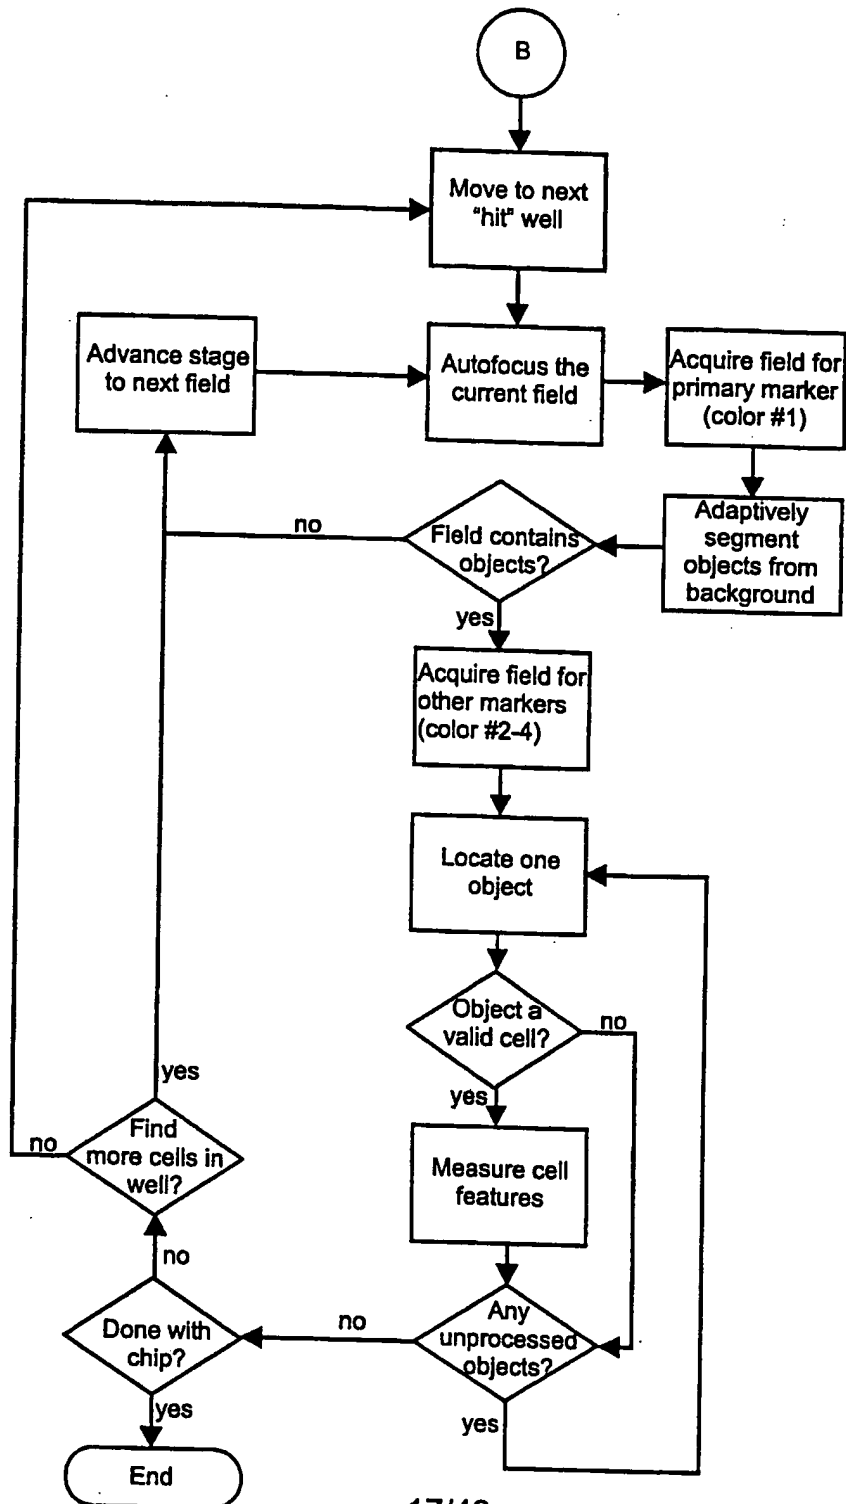 B
Move to next
"hit" well
Advance stage
to next field
Autofocus the
current field
Acquire field for
primary marker
(color #1)
Adaptively
segment
objects from
background
Field contains
objects?
no
yes
Acquire field for
other markers
(color #2-4)
Locate one
object
Object a
valid cell?
no
yes
Measure cell
features
Any
unprocessed
objects?
yes
no
Done with
chip?
no
yes
Find
more cells in
well?
yes
no
End